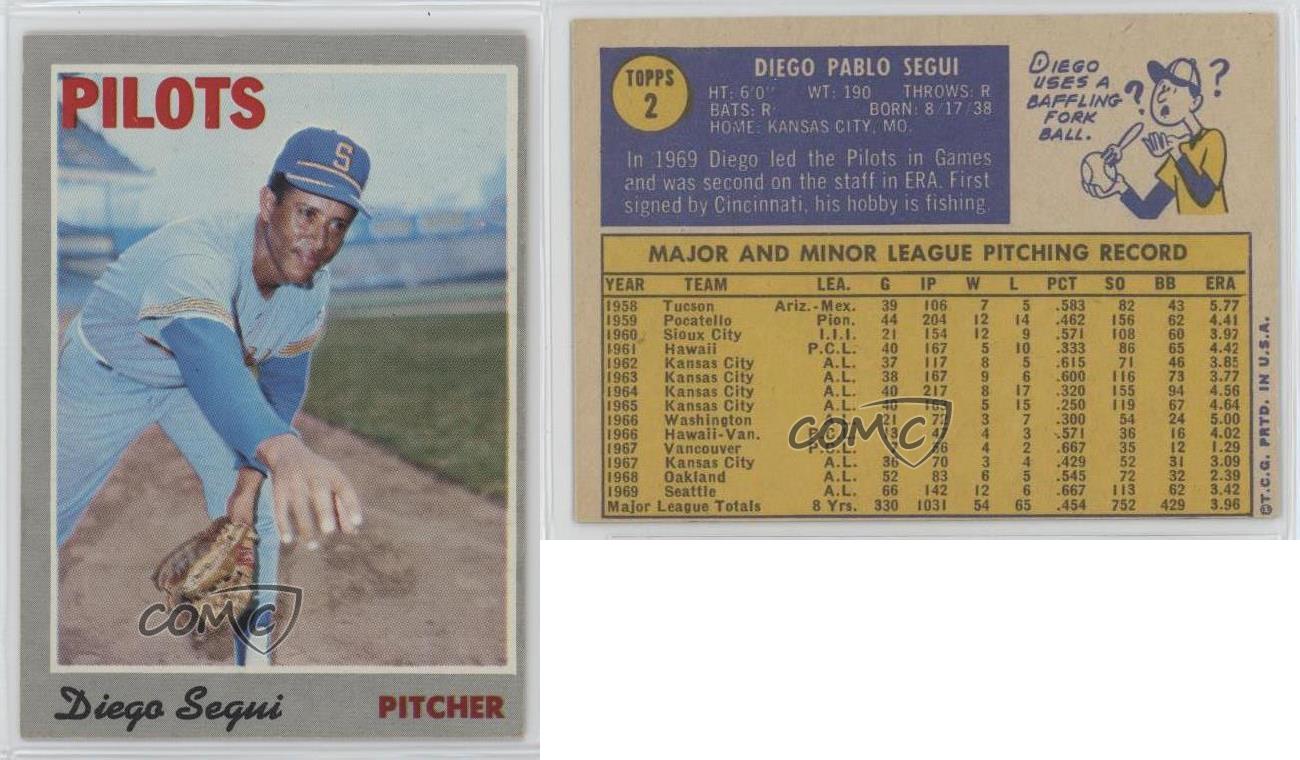 PILOTS
S
COMC
Diego Segui
PITCHER
TOPPS
2
DIEGO PABLO SEGUI
HT: 6'0" WT: 190 THROWS: R
BATS: R BORN: 8/17/38
HOME: KANSAS CITY, MO.
In 1969 Diego led the Pilots in Games
and was second on the staff in ERA. First
signed by Cincinnati, his hobby is fishing.
DIEGO
USES A
BAFFLING
FORK
BALL.
? ?
MAJOR AND MINOR LEAGUE PITCHING RECORD
YEAR TEAM LEA. G IP W L PCT SO BB ERA
1958 Tucson Ariz.-Mex. 39 106 7 5 .583 82 43 5.77
1959 Pocatello Pion. 44 204 12 14 .462 156 62 4.41
1960 Sioux City I.I.I. 21 154 12 9 .571 108 60 3.97
1961 Hawaii P.C.L. 40 167 5 10 .333 86 65 4.42
1962 Kansas City A.L. 37 117 8 5 .615 71 46 3.85
1963 Kansas City A.L. 38 167 9 6 .600 116 73 3.77
1964 Kansas City A.L. 40 217 8 17 .320 155 94 4.56
1965 Kansas City A.L. 40 5 15 .250 119 67 4.64
1966 Washington A.L. 21 72 3 7 .300 54 24 5.00
1966 Hawaii-Van. P.C.L. 13 4 3 .571 36 16 4.02
1967 Vancouver P.C.L. 4 2 .667 35 12 1.29
1967 Kansas City A.L. 36 70 3 4 .429 52 31 3.09
1968 Oakland A.L. 52 83 6 5 .545 72 32 2.39
1969 Seattle A.L. 66 142 12 6 .667 113 62 3.42
Major League Totals 8 Yrs. 330 1031 54 65 .454 752 429 3.96
COMC
©T.C.G. PRTD. IN U.S.A.